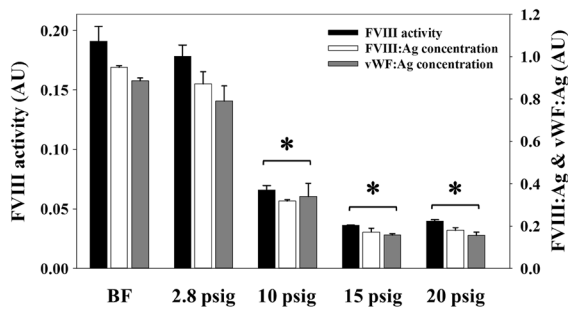 FVIII activity (AU)
0.20
0.15
0.10
0.05
0.00
FVIII activity
FVIII:Ag concentration
vWF:Ag concentration
*
*
*
1.2
1.0
0.8
0.6
0.4
0.2
0.0
FVIII:Ag & vWF:Ag (AU)
BF 2.8 psig 10 psig 15 psig 20 psig